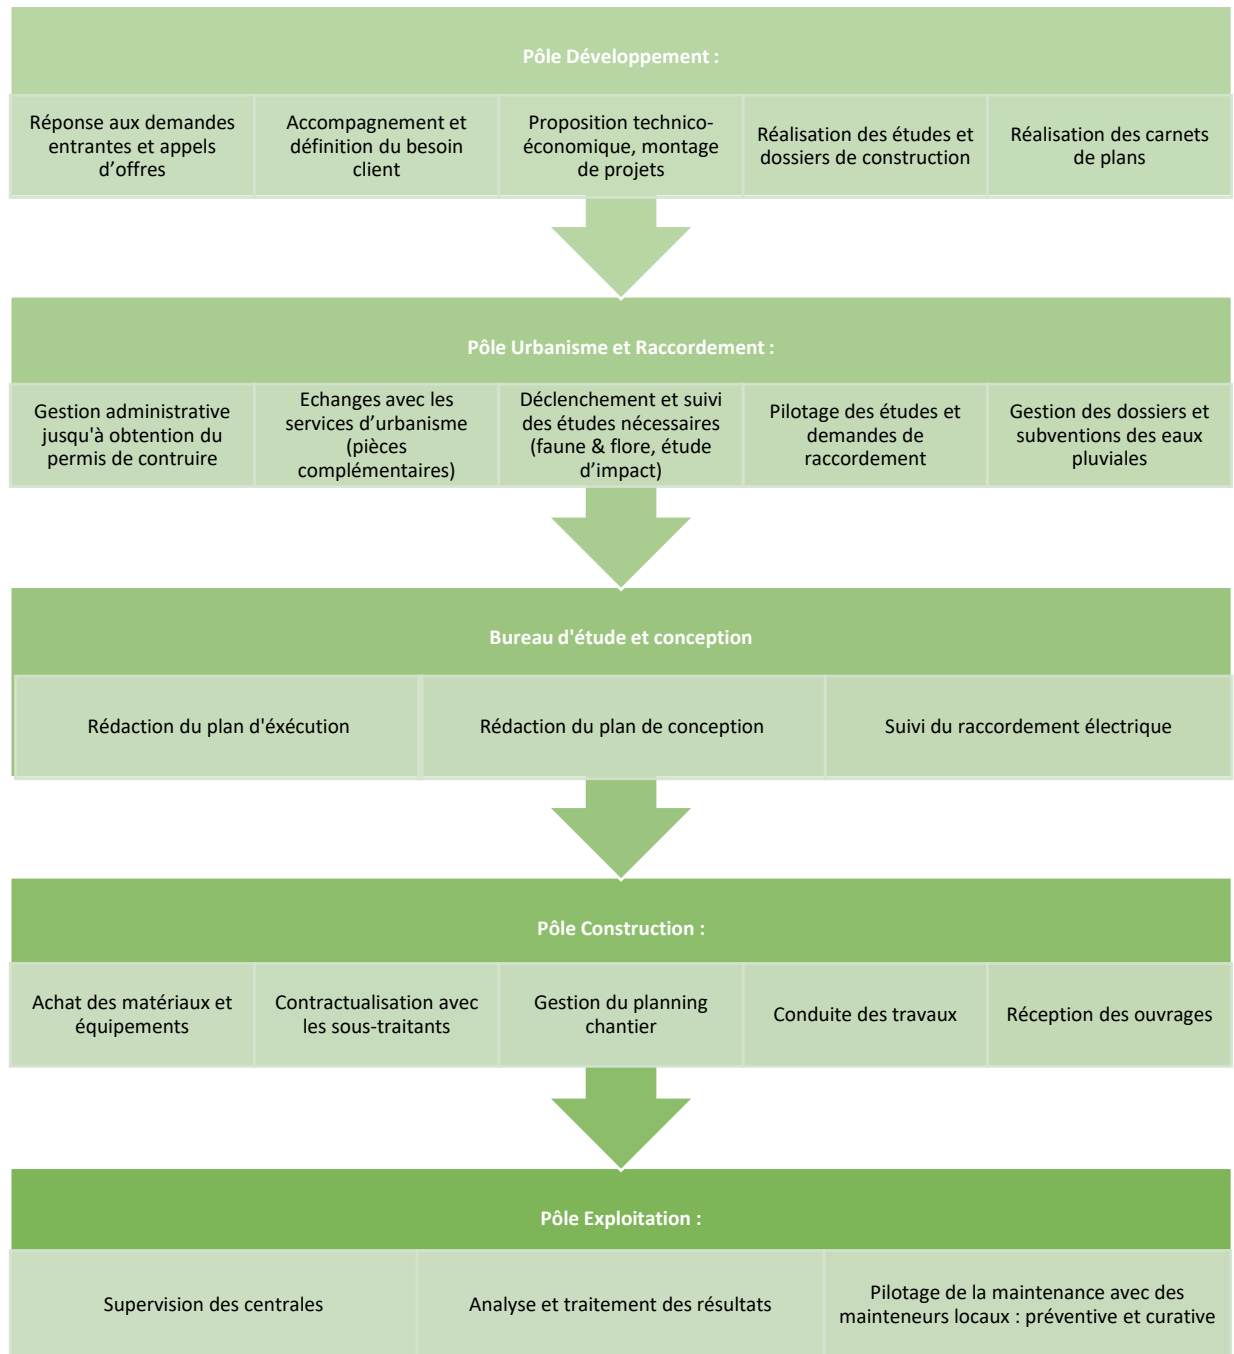 Pôle Développement :
Réponse aux demandes
entrantes et appels
d’offres
Accompagnement et
définition du besoin
client
Proposition technico-
économique, montage
de projets
Réalisation des études et
dossiers de construction
Réalisation des carnets
de plans
Pôle Urbanisme et Raccordement :
Gestion administrative
jusqu'à obtention du
permis de contruire
Echanges avec les
services d’urbanisme
(pièces
complémentaires)
Déclenchement et suivi
des études nécessaires
(faune & flore, étude
d’impact)
Pilotage des études et
demandes de
raccordement
Gestion des dossiers et
subventions des eaux
pluviales
Bureau d'étude et conception
Rédaction du plan d'éxécution
Rédaction du plan de conception
Suivi du raccordement électrique
Pôle Construction :
Achat des matériaux et
équipements
Contractualisation avec
les sous-traitants
Gestion du planning
chantier
Conduite des travaux
Réception des ouvrages
Pôle Exploitation :
Supervision des centrales
Analyse et traitement des résultats
Pilotage de la maintenance avec des
mainteneurs locaux : préventive et curative